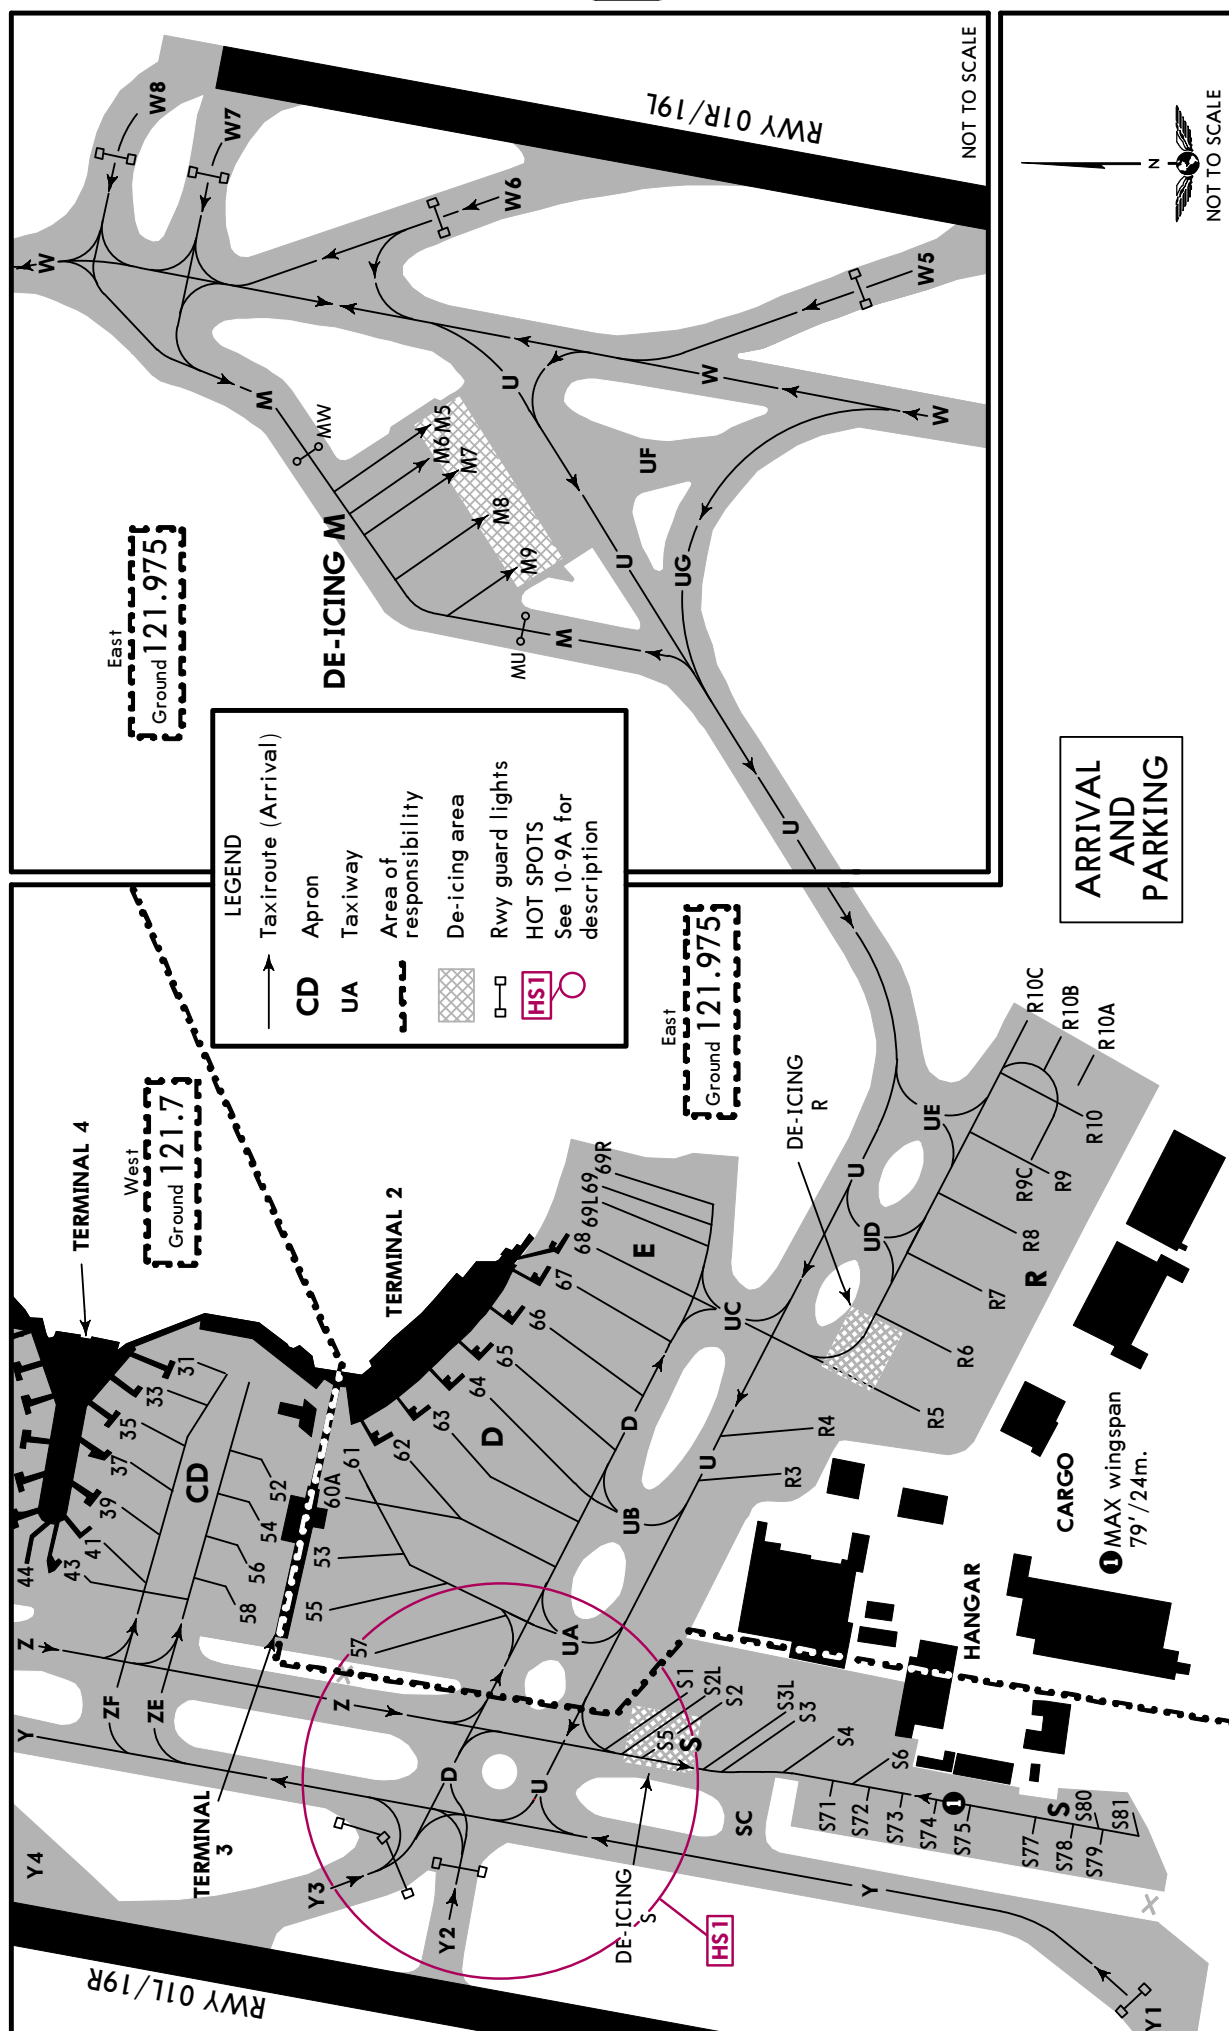 W8
W7
RWY 01R/19L
NOT TO SCALE
W
W6
W5
M
U
W
W
MW
M5
M6
M7
M8
M9
UF
U
UG
DE-ICING M
MU
M
East
Ground 121.975
N
NOT TO SCALE
LEGEND
Taxiroute (Arrival)
CD
Apron
UA
Taxiway
Area of
responsibility
De-icing area
Rwy guard lights
HS1
HOT SPOTS
See 10-9A for
description
U
ARRIVAL
AND
PARKING
East
Ground 121.975
West
Ground 121.7
TERMINAL 4
TERMINAL 2
DE-ICING
R
R10C
R10B
R10A
R10
UE
R9C
R9
U
UD
R8
R
R7
R6
R5
R4
R3
69R
69
69L
68
E
67
66
65
64
63
D
62
61
60A
UC
D
U
UB
31
33
35
37
39
41
43
44
CD
52
54
56
58
53
55
57
UA
CARGO
1 MAX wingspan
79'/24m.
HANGAR
Z
ZF
ZE
Y
Z
D
U
TERMINAL
3
Y4
Y3
Y2
RWY 01L/19R
DE-ICING
S
HS1
S1
S2L
S2
S5
S
S3L
S3
S4
S6
SC
S71
S72
S73
S74
S75
1
S77
S78
S79
S
S80
S81
Y
Y1